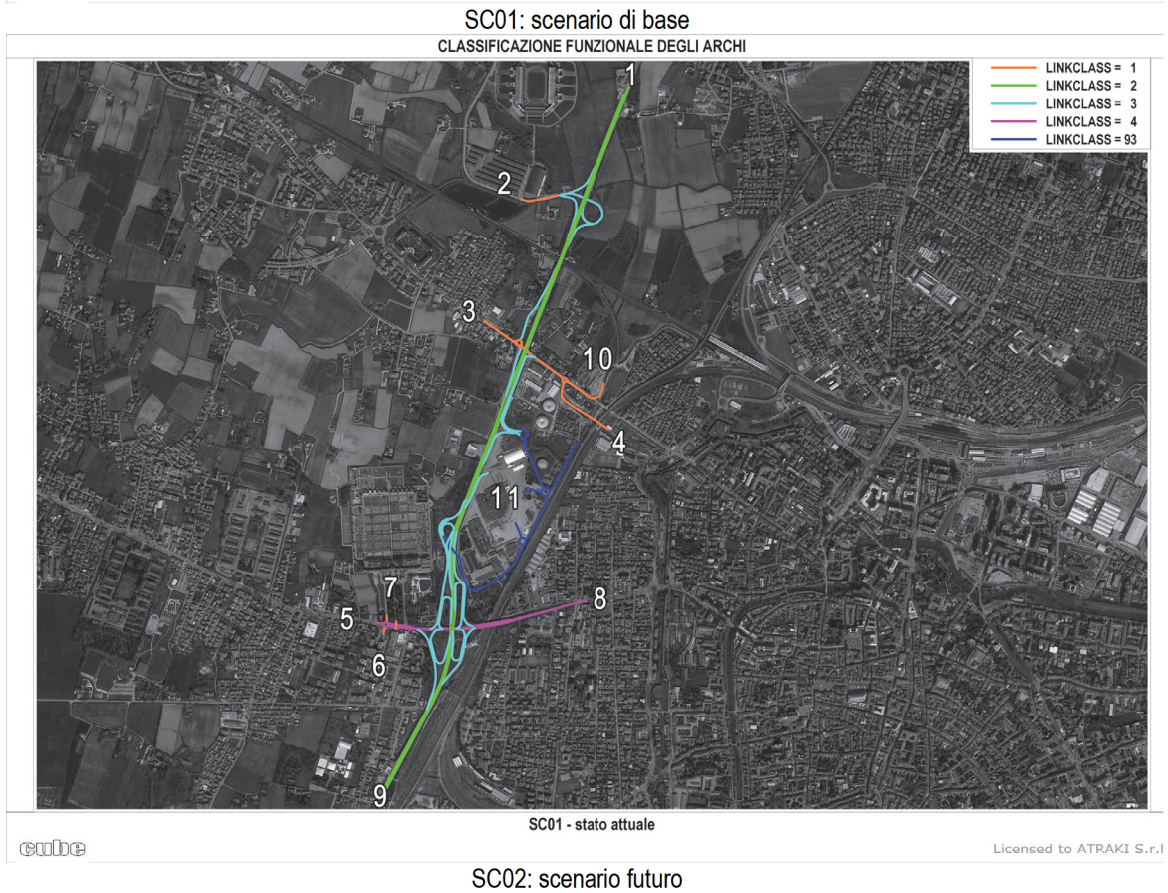 SC01: scenario di base
CLASSIFICAZIONE FUNZIONALE DEGLI ARCHI
LINKCLASS = 1
LINKCLASS = 2
LINKCLASS = 3
LINKCLASS = 4
LINKCLASS = 93
1
2
3
10
4
11
7
5
8
6
9
SC01 - stato attuale
cube
Licensed to ATRAKI S.r.l
SC02: scenario futuro